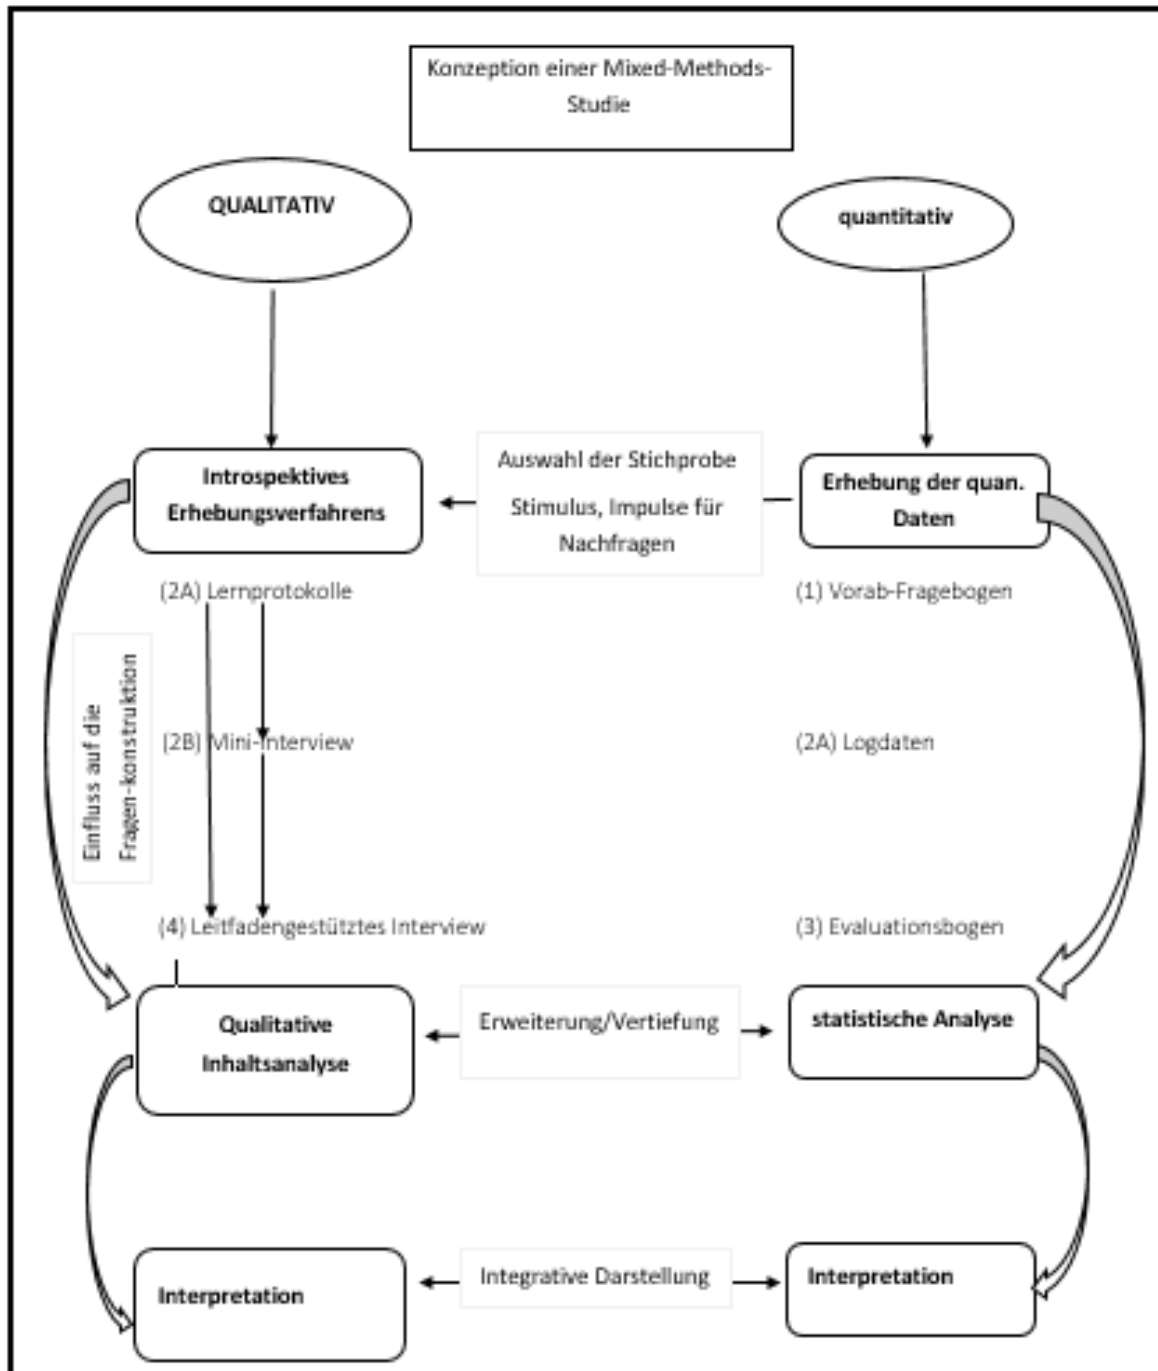 Konzeption einer Mixed-Methods-
Studie
QUALITATIV
quantitativ
Introspektives
Erhebungsverfahrens
Auswahl der Stichprobe
Stimulus, Impulse für
Nachfragen
Erhebung der quan.
Daten
(2A) Lernprotokolle
(1) Vorab-Fragebogen
Einfluss auf die
Fragen-konstruktion
(2B) Mini-Interview
(2A) Logdaten
(4) Leitfadengestütztes Interview
(3) Evaluationsbogen
Qualitative
Inhaltsanalyse
Erweiterung/Vertiefung
statistische Analyse
Interpretation
Integrative Darstellung
Interpretation